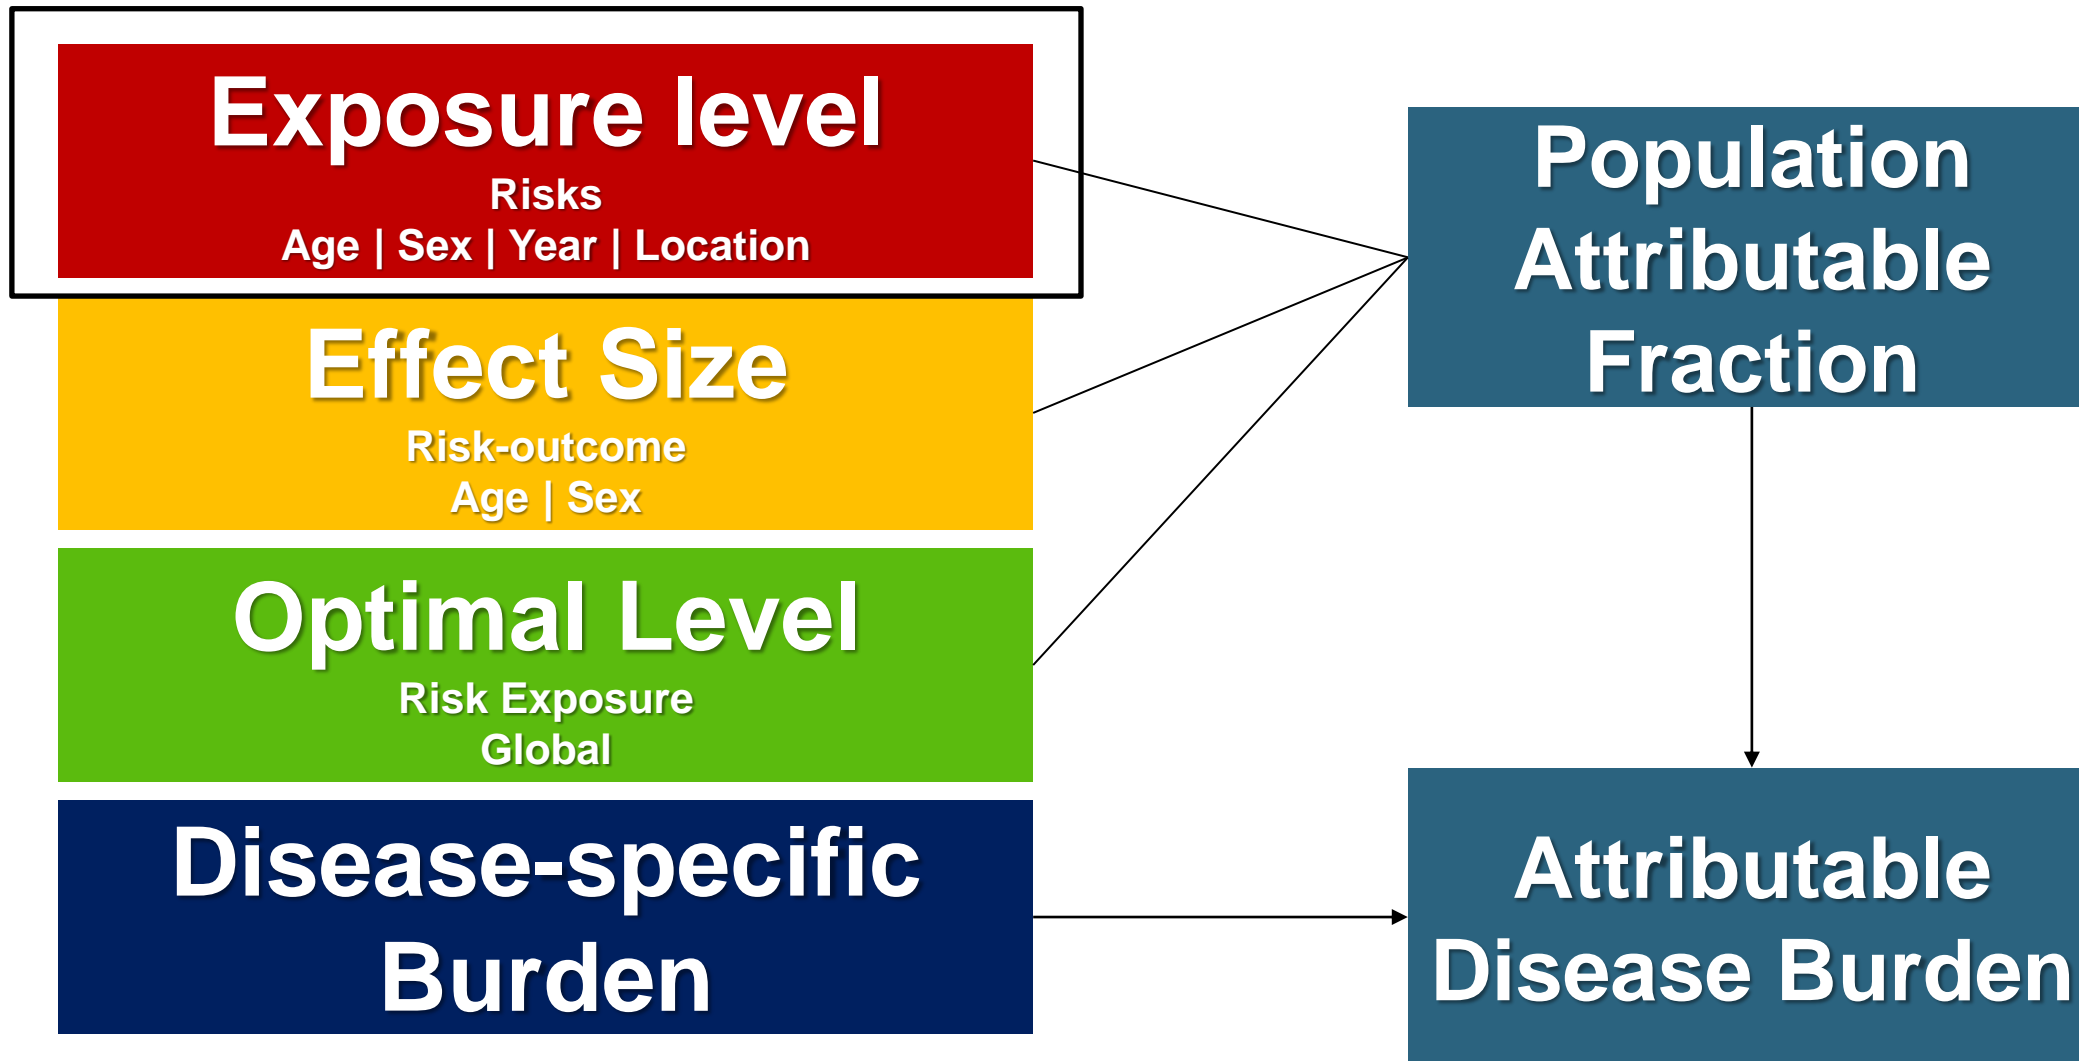 Exposure level
Risks
Age | Sex | Year | Location
Effect Size
Risk-outcome
Age | Sex
Optimal Level
Risk Exposure
Global
Disease-specific
Burden
Population
Attributable
Fraction
Attributable
Disease Burden